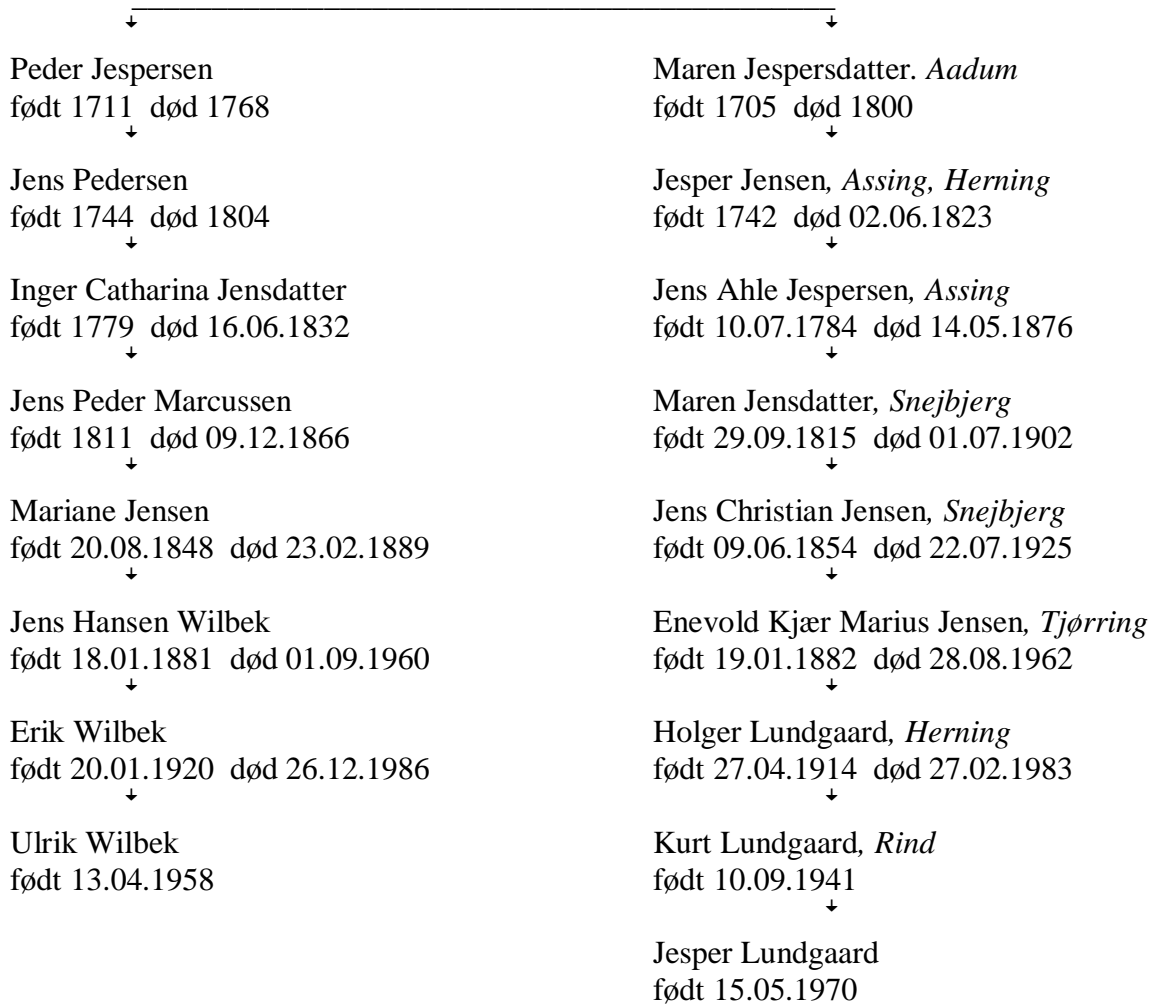 Peder Jespersen
født 1711 død 1768
Jens Pedersen
født 1744 død 1804
Inger Catharina Jensdatter
født 1779 død 16.06.1832
Jens Peder Marcussen
født 1811 død 09.12.1866
Mariane Jensen
født 20.08.1848 død 23.02.1889
Jens Hansen Wilbek
født 18.01.1881 død 01.09.1960
Erik Wilbek
født 20.01.1920 død 26.12.1986
Ulrik Wilbek
født 13.04.1958
Maren Jespersdatter. Aadum
født 1705 død 1800
Jesper Jensen, Assing, Herning
født 1742 død 02.06.1823
Jens Ahle Jespersen, Assing
født 10.07.1784 død 14.05.1876
Maren Jensdatter, Snejbjerg
født 29.09.1815 død 01.07.1902
Jens Christian Jensen, Snejbjerg
født 09.06.1854 død 22.07.1925
Enevold Kjær Marius Jensen, Tjørring
født 19.01.1882 død 28.08.1962
Holger Lundgaard, Herning
født 27.04.1914 død 27.02.1983
Kurt Lundgaard, Rind
født 10.09.1941
Jesper Lundgaard
født 15.05.1970